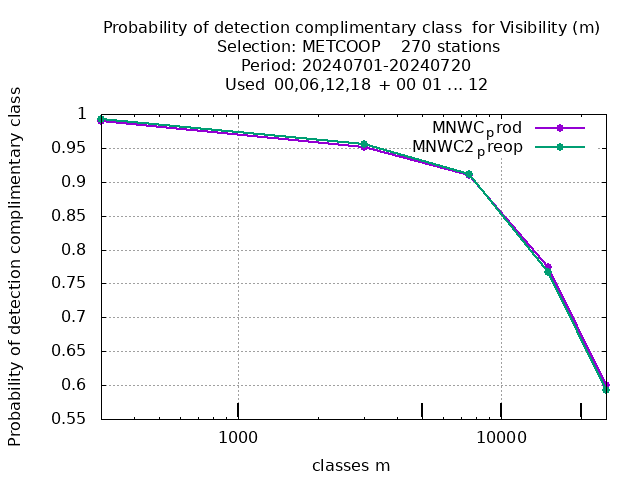 Probability of detection complimentary class  for Visibility (m)
Selection: METCOOP    270 stations
Period: 20240701-20240720
Used  00,06,12,18  + 00 01 ... 12
Probability of detection complimentary class
1
0.95
0.9
0.85
0.8
0.75
0.7
0.65
0.6
0.55
MNWCprod
MNWC2preop
1000
10000
classes m